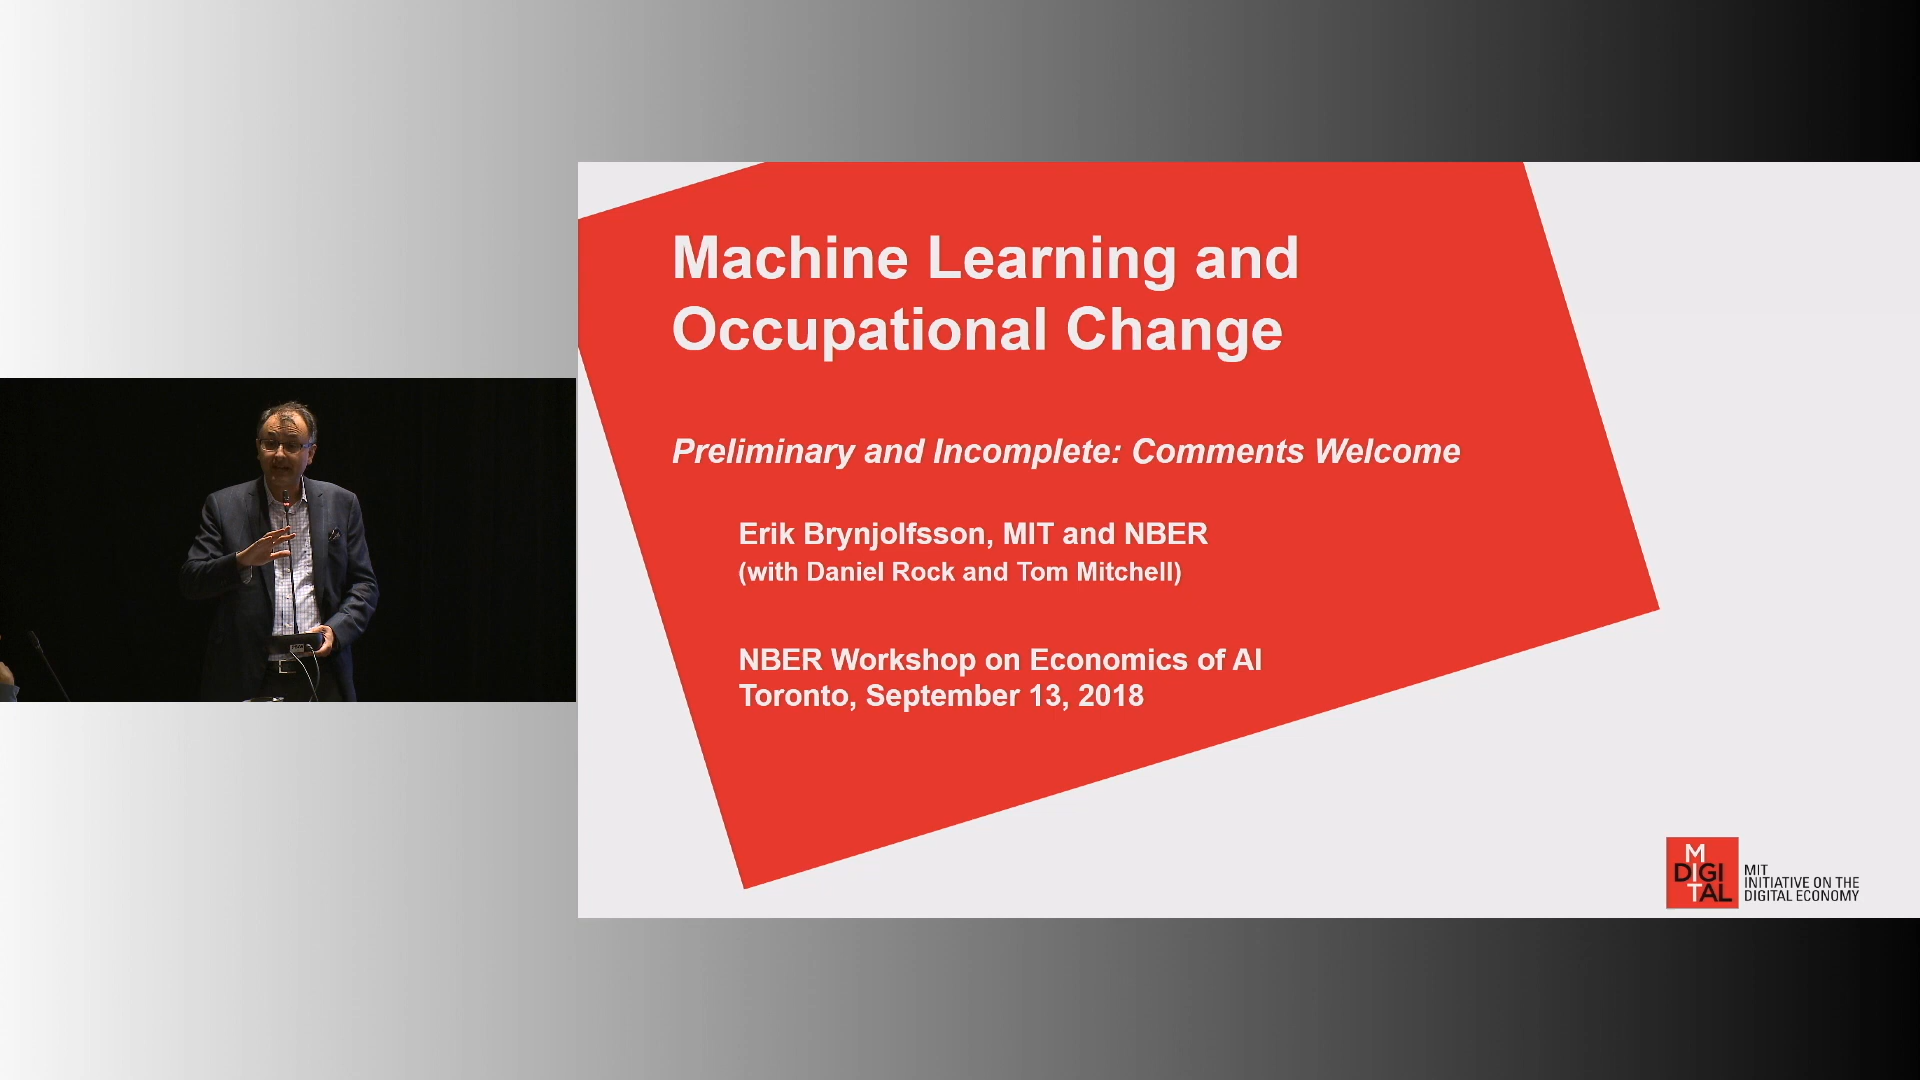 Machine Learning and
Occupational Change
Preliminary and Incomplete: Comments Welcome
Erik Brynjolfsson, MIT and NBER
(with Daniel Rock and Tom Mitchell)
NBER Workshop on Economics of AI
Toronto, September 13, 2018
M
DIGI
TAL
MIT
INITIATIVE ON THE
DIGITAL ECONOMY